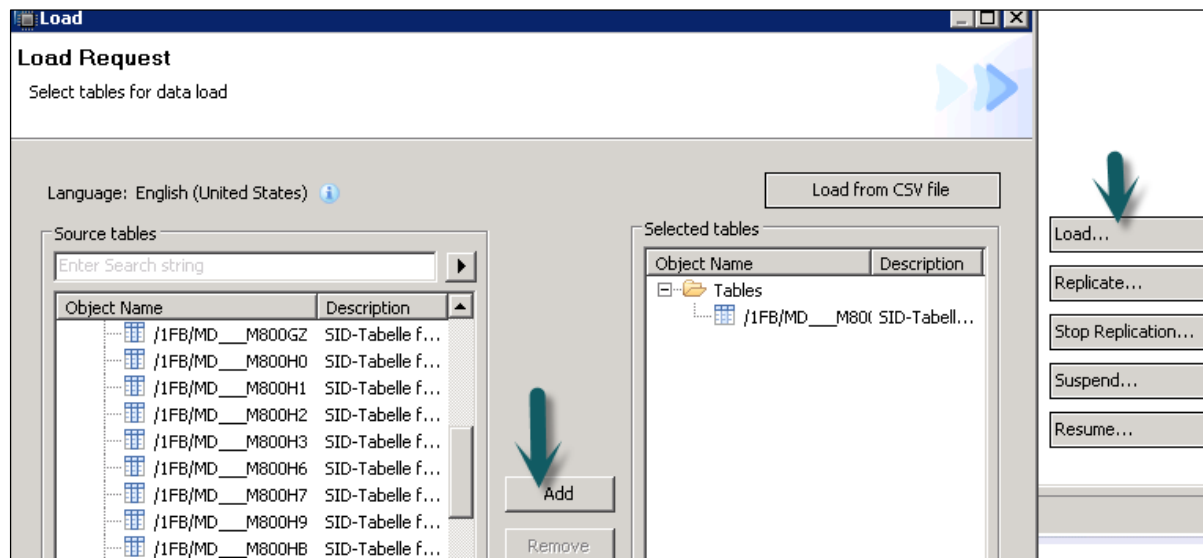 Load
Load Request
Select tables for data load
Language: English (United States)
Load from CSV file
Source tables
Enter Search string
Object Name Description
/1FB/MD___M800GZ SID-Tabelle f...
/1FB/MD___M800H0 SID-Tabelle f...
/1FB/MD___M800H1 SID-Tabelle f...
/1FB/MD___M800H2 SID-Tabelle f...
/1FB/MD___M800H3 SID-Tabelle f...
/1FB/MD___M800H6 SID-Tabelle f...
/1FB/MD___M800H7 SID-Tabelle f...
/1FB/MD___M800H9 SID-Tabelle f...
/1FB/MD___M800HB SID-Tabelle f...
Add
Remove
Selected tables
Object Name Description
Tables
/1FB/MD___M80( SID-Tabell...
Load...
Replicate...
Stop Replication...
Suspend...
Resume...